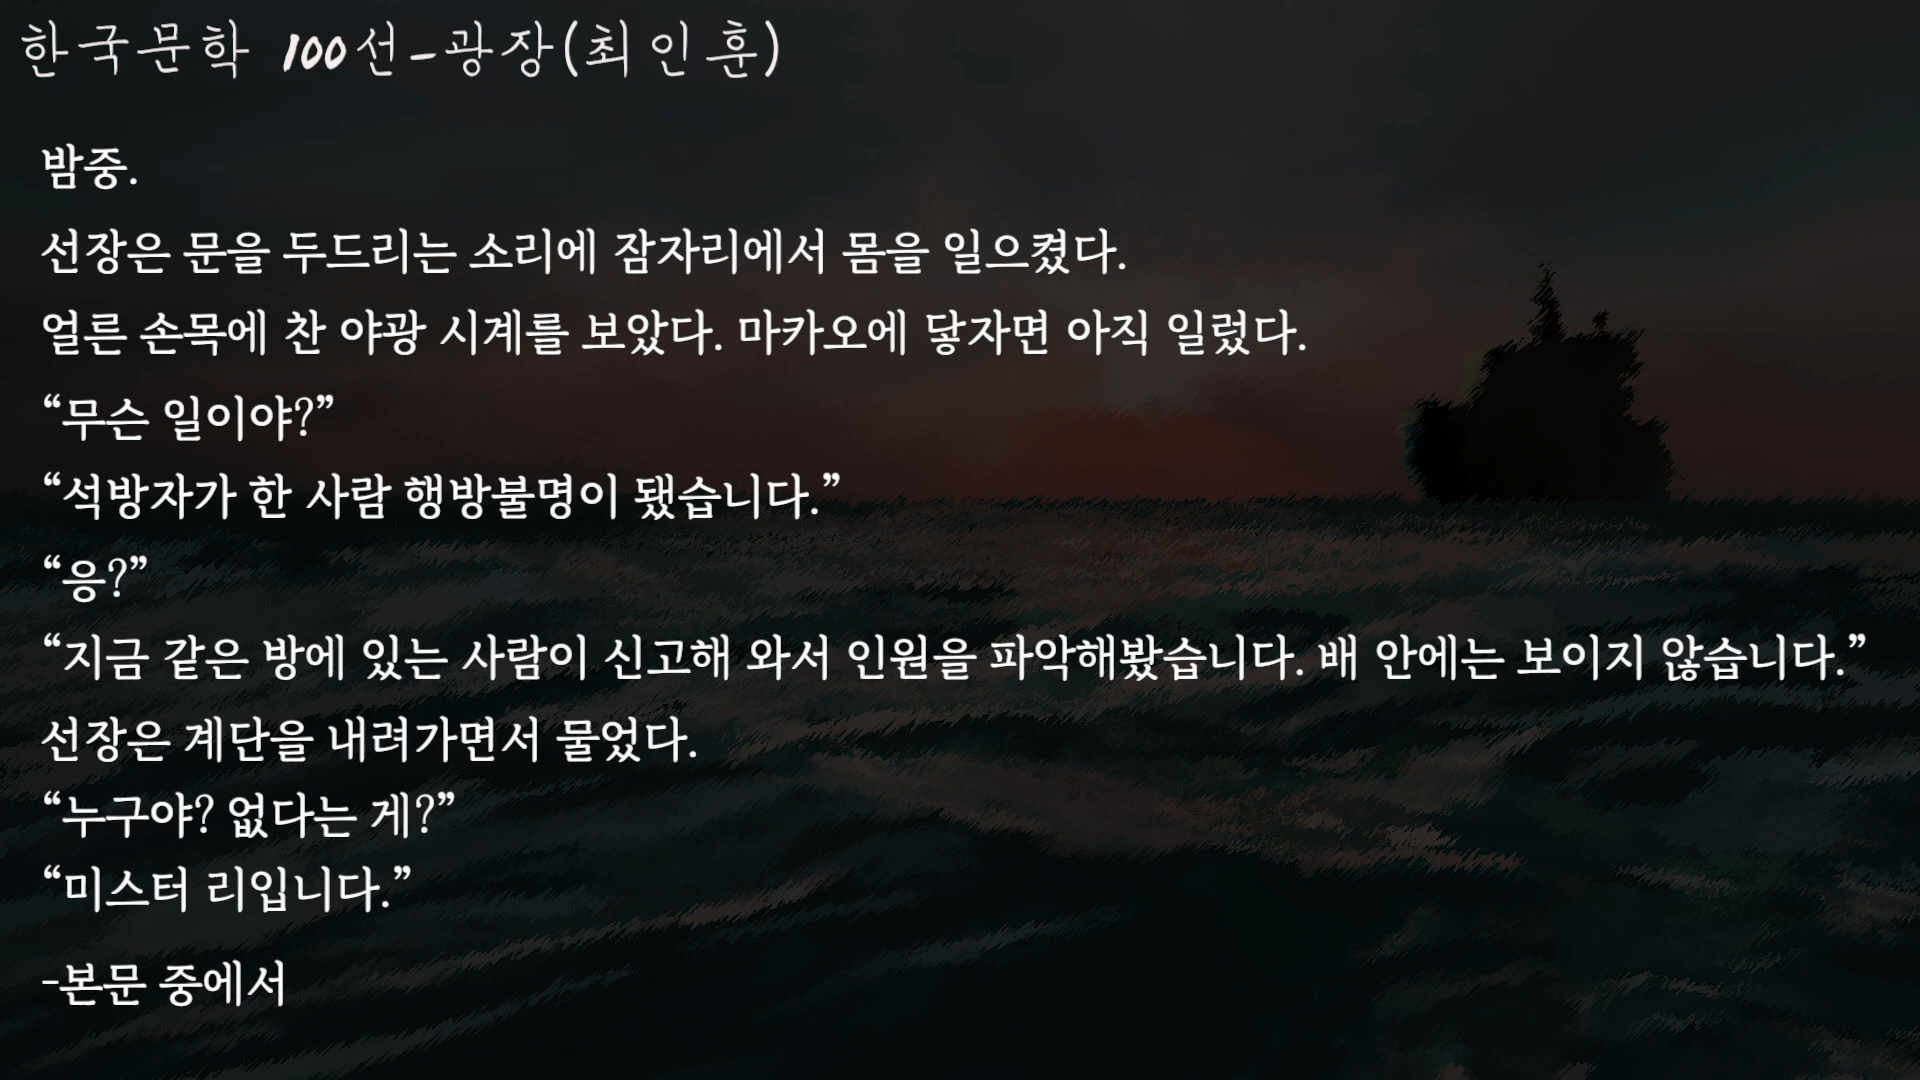 한국문학 100선-광장(최인훈)
밤중.
선장은 문을 두드리는 소리에 잠자리에서 몸을 일으켰다.
얼른 손목에 찬 야광 시계를 보았다. 마카오에 닿자면 아직 일렀다.
“무슨 일이야?”
“석방자가 한 사람 행방불명이 됐습니다.”
“응?”
“지금 같은 방에 있는 사람이 신고해 와서 인원을 파악해봤습니다. 배 안에는 보이지 않습니다.”
선장은 계단을 내려가면서 물었다.
“누구야? 없다는 게?”
“미스터 리입니다.”
-본문 중에서